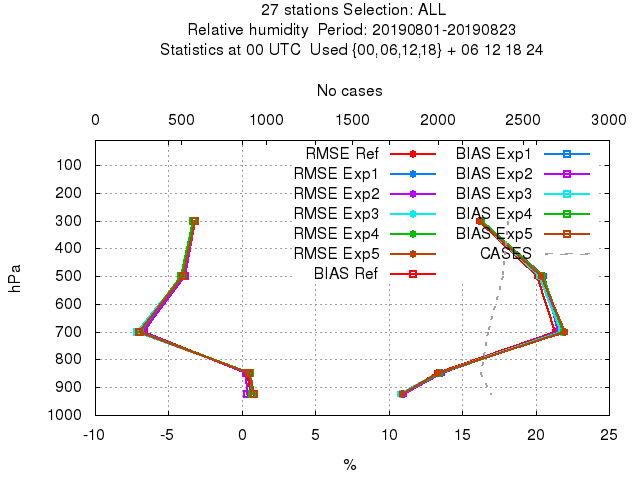 27 stations Selection: ALL
Relative humidity  Period: 20190801-20190823
Statistics at 00 UTC  Used {00,06,12,18} + 06 12 18 24
No cases
0 500 1000 1500 2000 2500 3000
RMSE Ref BIAS Exp1
RMSE Exp1 BIAS Exp2
RMSE Exp2 BIAS Exp3
RMSE Exp3 BIAS Exp4
RMSE Exp4 BIAS Exp5
RMSE Exp5 CASES
BIAS Ref
hPa
100
200
300
400
500
600
700
800
900
1000
-10 -5 0 5 10 15 20 25
%